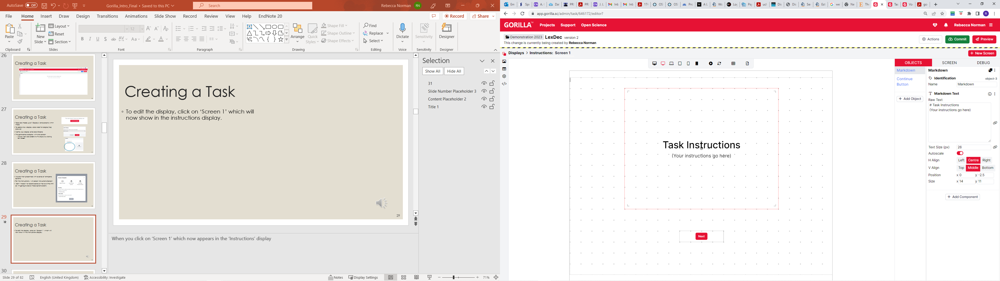 AutoSave Off
Gorilla_Intro_Final • Saved to this PC
Search
Rebecca Norman RN
File Home Insert Draw Design Transitions Animations Slide Show Record Review View Help EndNote 20
Record Share
Paste
New Slide
Layout
Reset
Section
12
B I U S ab AV Aa A
Arrange
Quick Styles
Shape Fill
Shape Outline
Shape Effects
Find
Replace
Select
Dictate
Sensitivity
Designer
Clipboard Slides Font Paragraph Drawing Editing Voice Sensitivity Designer
26
Creating a Task
27
Creating a Task
28
Creating a Task
29
Creating a Task
30
Creating a Task
To edit the display, click on ‘Screen 1’ which will
now show in the instructions display.
29
When you click on ‘Screen 1’ which now appears in the ‘Instructions’ display
Selection
Show All Hide All
31
Slide Number Placeholder 3
Content Placeholder 2
Title 1
Slide 29 of 82 English (United Kingdom) Accessibility: Investigate
Notes Display Settings 71%
app.gorilla.sc/admin/task/646172/editor?
GORILLA™ Projects Support Open Science
Rebecca Norman
Demonstration 2023 LexDec version 2
This change is currently being created by Rebecca Norman
Actions Commit Preview
Displays > Instructions: Screen 1
+ New Screen
OBJECTS SCREEN DEBUG
Markdown
Continue
Button
+ Add Object
Markdown
Identification object-3
Name Markdown
Markdown Text
Raw Text
# Task Instructions
(Your instructions go here)
Text Size (px) 26
Autoscale
H Align Left Centre Right
V Align Top Middle Bottom
Position x 0 y -2.5
Size x 14 y 11
+ Add Component
Task Instructions
(Your instructions go here)
Next